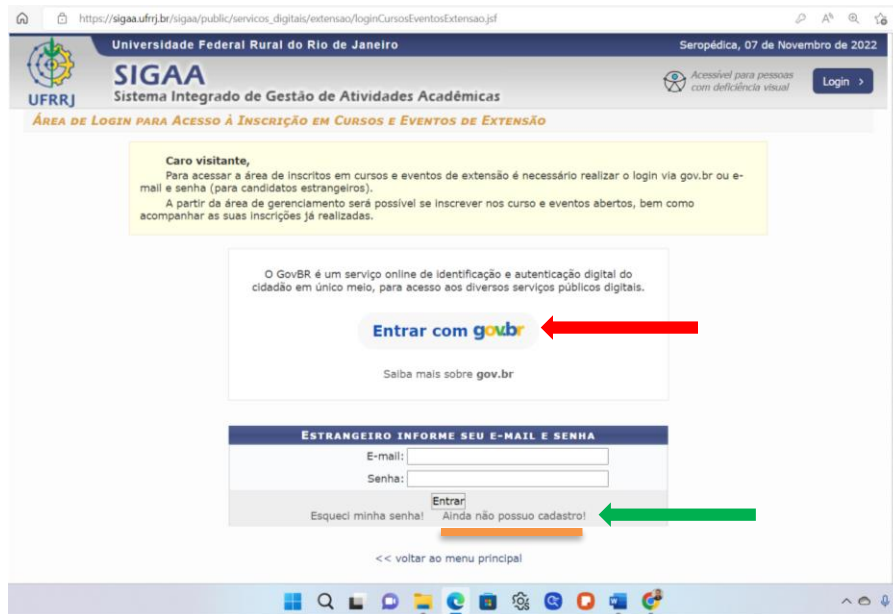 https://sigaa.ufrrj.br/sigaa/public/servicos_digitais/extensao/loginCursosEventosExtensao.jsf
Universidade Federal Rural do Rio de Janeiro
Seropédica, 07 de Novembro de 2022
UFRRJ
SIGAA
Sistema Integrado de Gestão de Atividades Acadêmicas
Acessível para pessoas
com deficiência visual
Login >
ÁREA DE LOGIN PARA ACESSO À INSCRIÇÃO EM CURSOS E EVENTOS DE EXTENSÃO
Caro visitante,
Para acessar a área de inscritos em cursos e eventos de extensão é necessário realizar o login via gov.br ou e-
mail e senha (para candidatos estrangeiros).
A partir da área de gerenciamento será possível se inscrever nos curso e eventos abertos, bem como
acompanhar as suas inscrições já realizadas.
O GovBR é um serviço online de identificação e autenticação digital do
cidadão em único meio, para acesso aos diversos serviços públicos digitais.
Entrar com gov.br
Saiba mais sobre gov.br
ESTRANGEIRO INFORME SEU E-MAIL E SENHA
E-mail:
Senha:
Entrar
Esqueci minha senha! Ainda não possuo cadastro!
<< voltar ao menu principal